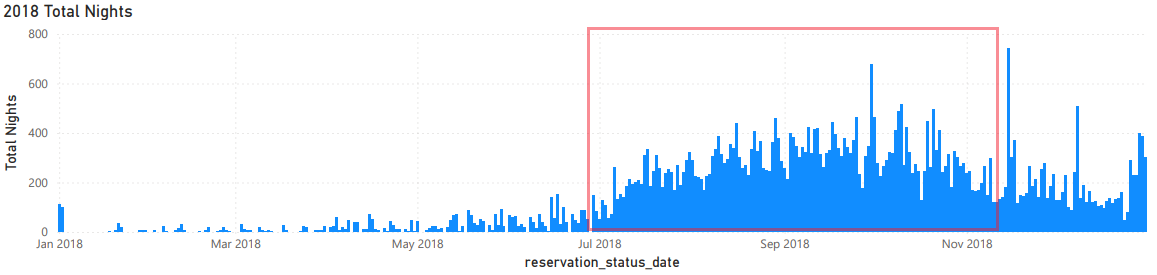 2018 Total Nights
Total Nights
800
600
400
200
0
Jan 2018 Mar 2018 May 2018 Jul 2018 Sep 2018 Nov 2018
reservation_status_date